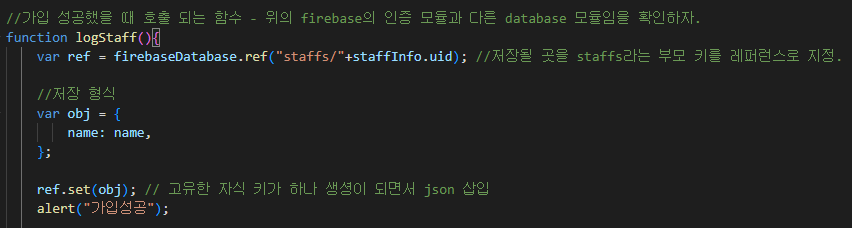 //가입 성공했을 때 호출 되는 함수 - 위의 firebase의 인증 모듈과 다른 database 모듈임을 확인하자.
function logStaff(){
var ref = firebaseDatabase.ref("staffs/"+staffInfo.uid); //저장될 곳을 staffs라는 부모 키를 레퍼런스로 지정.
//저장 형식
var obj = {
name: name,
};
ref.set(obj); // 고유한 자식 키가 하나 생성이 되면서 json 삽입
alert("가입성공");